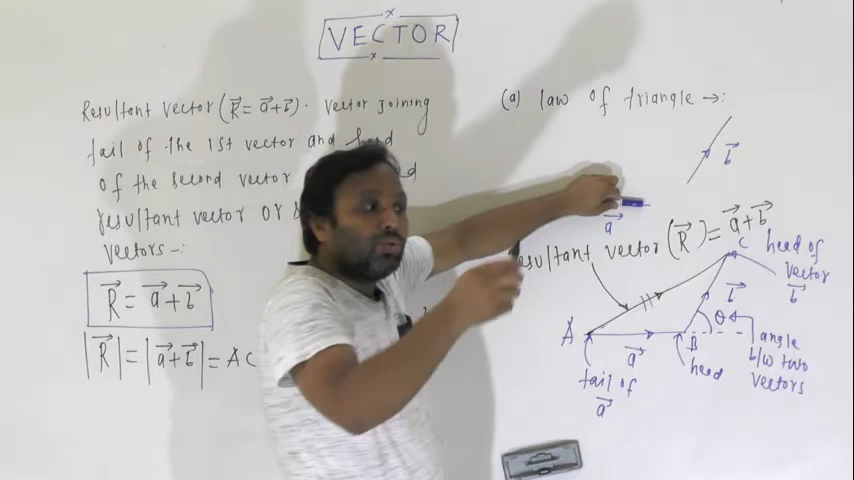 VECTOR
Resultant vector (R⃗ = a⃗ + b⃗). Vector joining
tail of the 1st vector and head
of the second vector
resultant vector or
vectors -:
R⃗ = a⃗ + b⃗
|R⃗| = |a⃗ + b⃗| = AC
(a) law of triangle →:
b⃗
a⃗
resultant vector (R⃗) = a⃗ + b⃗
C head of
vector
b⃗
b⃗
θ
A
a⃗
B
head
angle
b/w two
vectors
tail of
a⃗